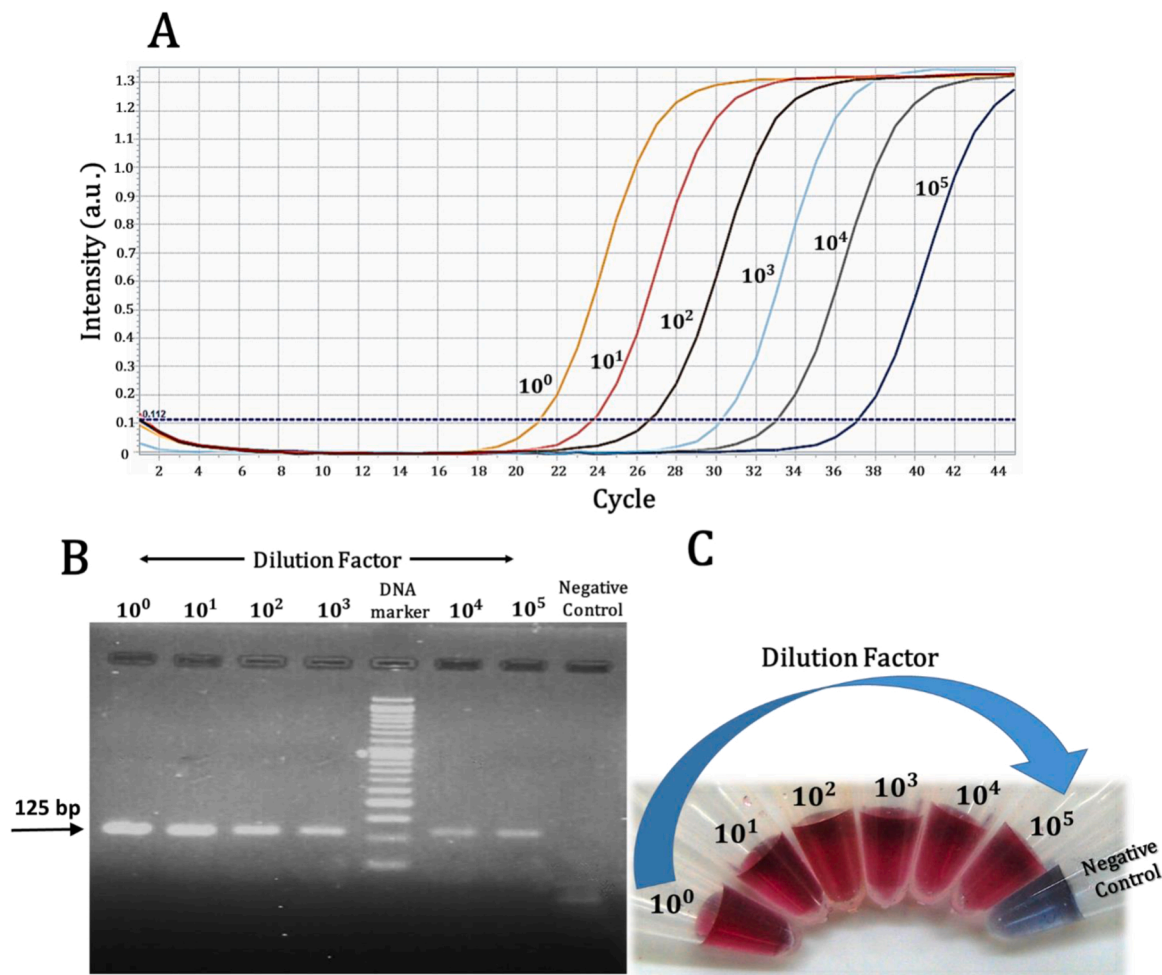 A
Intensity (a.u.)
1.3
1.2
1.1
1.0
0.9
0.8
0.7
0.6
0.5
0.4
0.3
0.2
0.1
0
0.112
10⁰
10¹
10²
10³
10⁴
10⁵
2 4 6 8 10 12 14 16 18 20 22 24 26 28 30 32 34 36 38 40 42 44
Cycle
B
Dilution Factor
10⁰ 10¹ 10² 10³ DNA marker 10⁴ 10⁵ Negative Control
125 bp
C
Dilution Factor
10⁰
10¹
10²
10³
10⁴
10⁵
Negative
Control